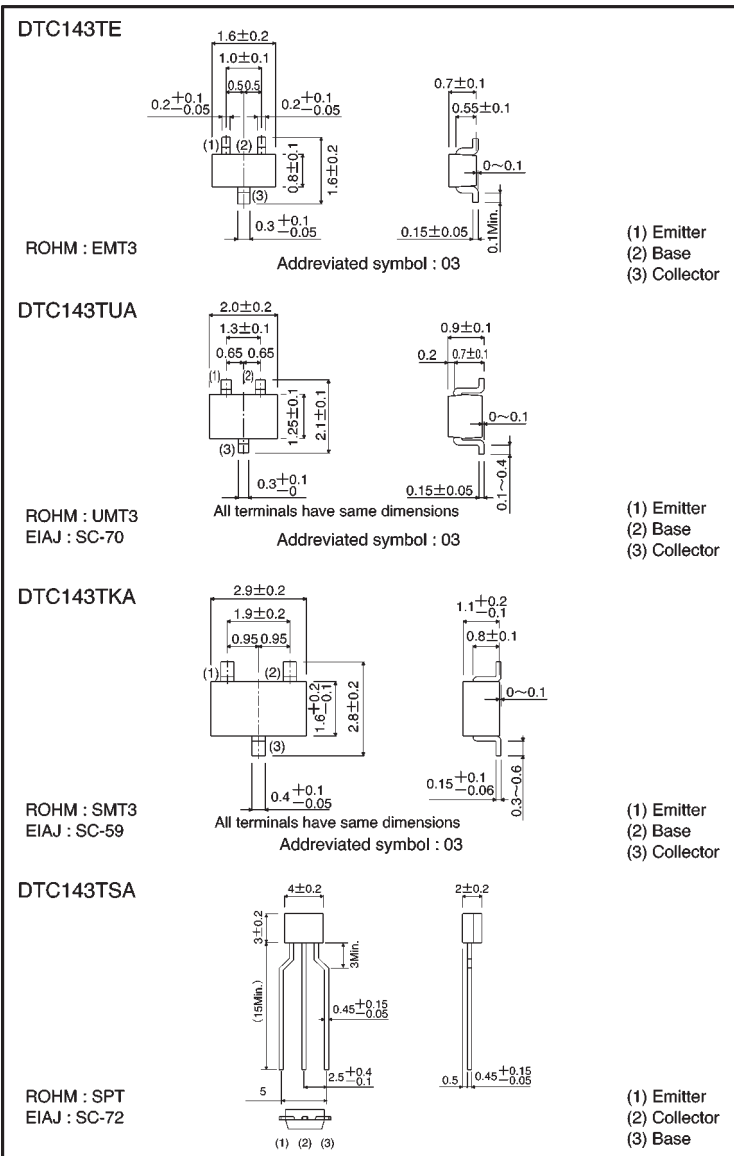 DTC143TE
1.6±0.2
1.0±0.1
0.5 0.5
0.2 +0.1 −0.05
0.2 +0.1 −0.05
(1) (2)
0.8±0.1
1.6±0.2
(3)
0.3 +0.1 −0.05
0.7±0.1
0.55±0.1
0~0.1
0.15±0.05
0.1Min.
ROHM : EMT3
Addreviated symbol : 03
(1) Emitter
(2) Base
(3) Collector
DTC143TUA
2.0±0.2
1.3±0.1
0.65 0.65
(1) (2)
1.25±0.1
2.1±0.1
(3)
0.3 +0.1 −0
0.9±0.1
0.2 0.7±0.1
0~0.1
0.15±0.05
0.1~0.4
All terminals have same dimensions
ROHM : UMT3
EIAJ : SC-70
Addreviated symbol : 03
(1) Emitter
(2) Base
(3) Collector
DTC143TKA
2.9±0.2
1.9±0.2
0.95 0.95
(1) (2)
1.6 +0.2 −0.1
2.8±0.2
(3)
0.4 +0.1 −0.05
1.1 +0.2 −0.1
0.8±0.1
0~0.1
0.15 +0.1 −0.06
0.3~0.6
All terminals have same dimensions
ROHM : SMT3
EIAJ : SC-59
Addreviated symbol : 03
(1) Emitter
(2) Base
(3) Collector
DTC143TSA
4±0.2
3±0.2
3Min.
(15Min.)
0.45 +0.15 −0.05
2.5 +0.4 −0.1
5
(1) (2) (3)
2±0.2
0.5 0.45 +0.15 −0.05
ROHM : SPT
EIAJ : SC-72
(1) Emitter
(2) Collector
(3) Base